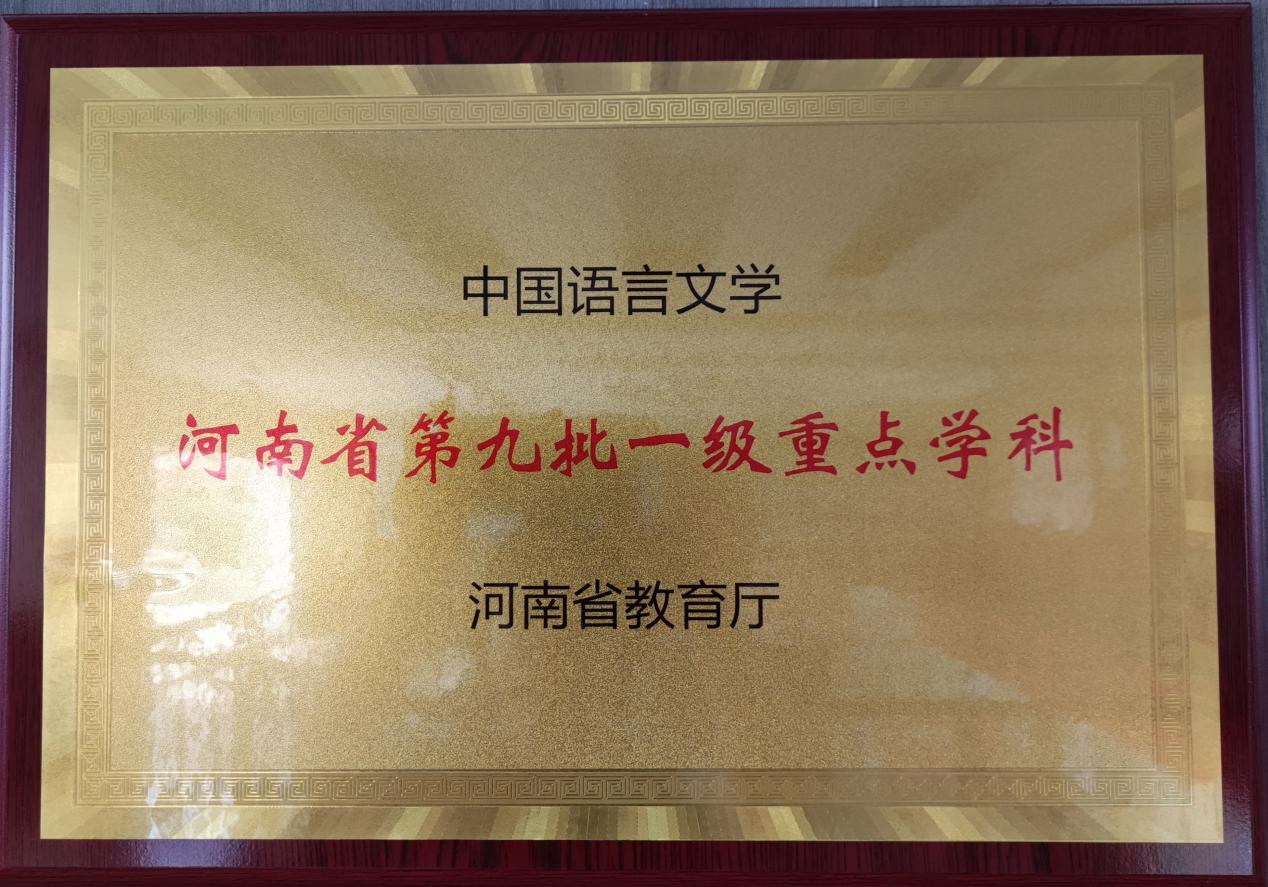 中国语言文学
河南省第九批一级重点学科
河南省教育厅